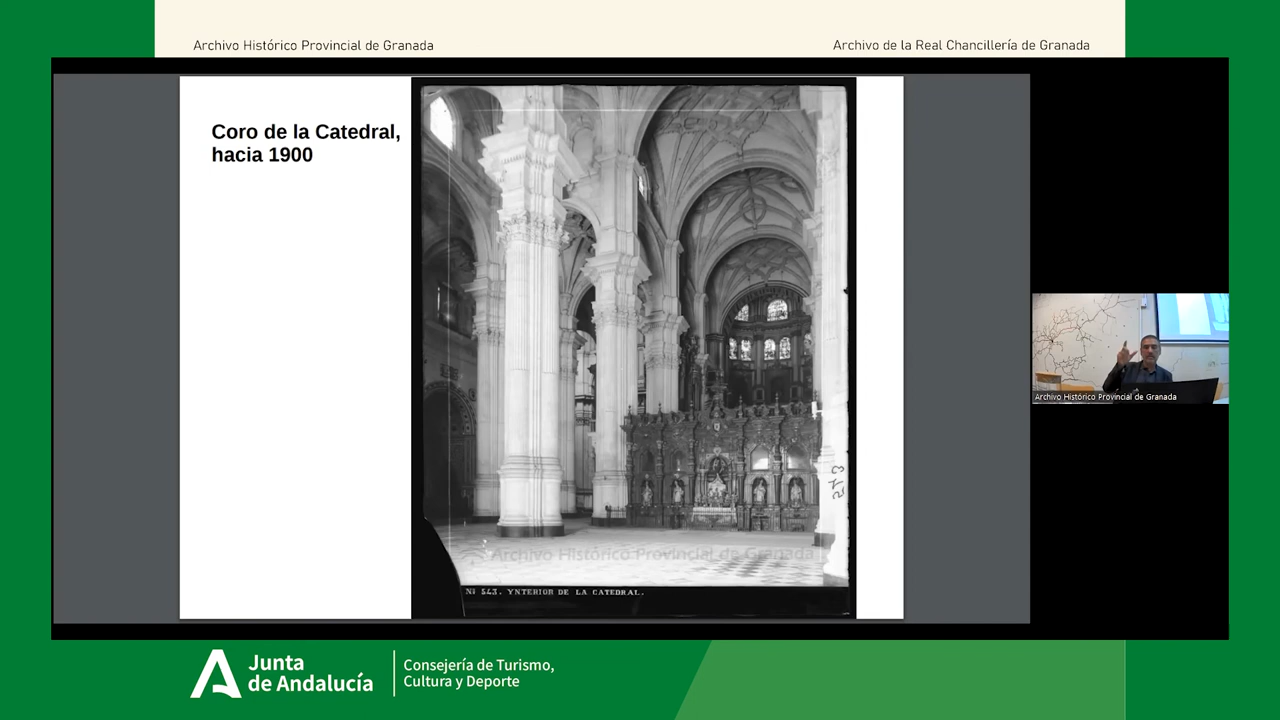 Archivo Histórico Provincial de Granada
Archivo de la Real Chancillería de Granada
Coro de la Catedral,
hacia 1900
543
Archivo Histórico Provincial de Granada
Nº 543. YNTERIOR DE LA CATEDRAL.
Archivo Histórico Provincial de Granada
Junta
de Andalucía
Consejería de Turismo,
Cultura y Deporte